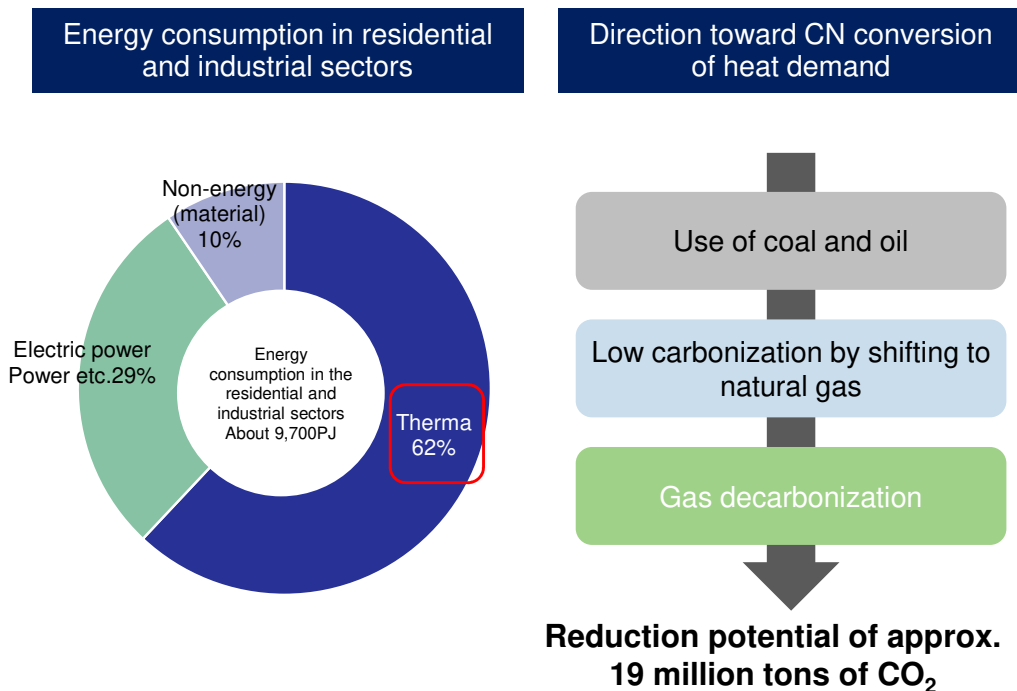 Energy consumption in residential
and industrial sectors
Non-energy
(material)
10%
Electric power
Power etc.29%
Energy
consumption in the
residential and
industrial sectors
About 9,700PJ
Therma
62%
Direction toward CN conversion
of heat demand
Use of coal and oil
Low carbonization by shifting to
natural gas
Gas decarbonization
Reduction potential of approx.
19 million tons of CO₂